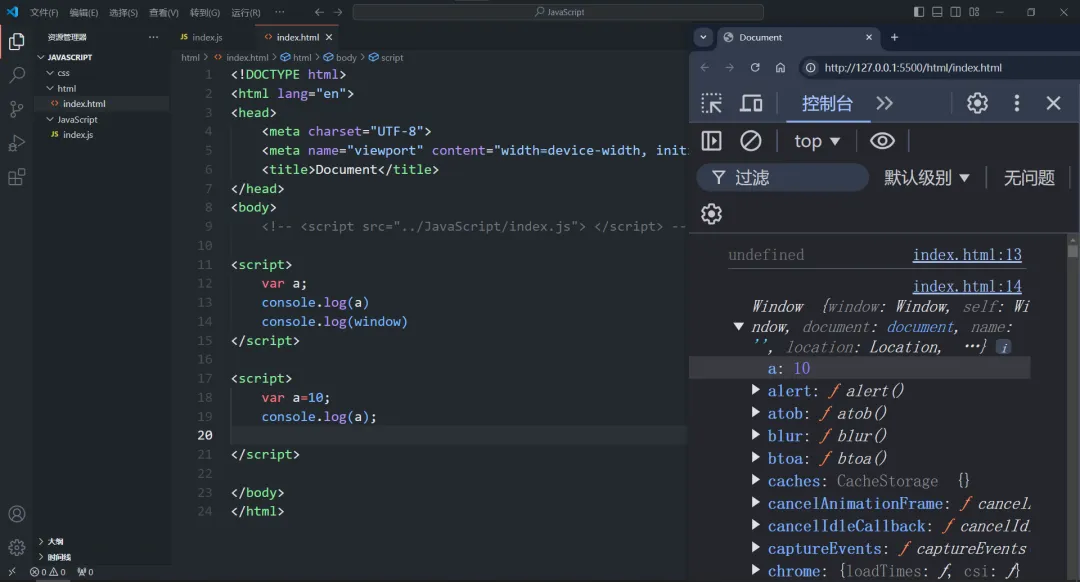 文件(F) 编辑(E) 选择(S) 查看(V) 转到(G) 运行(R) ··· JavaScript
资源管理器 ···
JAVASCRIPT
css
html
index.html
JavaScript
JS index.js
大纲
时间线
0 0 0
JS index.js <> index.html ×
html > <> index.html > html > body > script
1 <!DOCTYPE html>
2 <html lang="en">
3 <head>
4 <meta charset="UTF-8">
5 <meta name="viewport" content="width=device-width, initi
6 <title>Document</title>
7 </head>
8 <body>
9 <!-- <script src="../JavaScript/index.js"> </script> --
10
11 <script>
12 var a;
13 console.log(a)
14 console.log(window)
15 </script>
16
17 <script>
18 var a=10;
19 console.log(a);
20
21 </script>
22
23 </body>
24 </html>
Document × +
http://127.0.0.1:5500/html/index.html
控制台
top
过滤 默认级别 无问题
undefined index.html:13
index.html:14
Window {window: Window, self: Wi
ndow, document: document, name:
'', location: Location, …} i
a: 10
alert: ƒ alert()
atob: ƒ atob()
blur: ƒ blur()
btoa: ƒ btoa()
caches: CacheStorage {}
cancelAnimationFrame: ƒ cancel
cancelIdleCallback: ƒ cancelId
captureEvents: ƒ captureEvents
chrome: {loadTimes: ƒ, csi: ƒ}